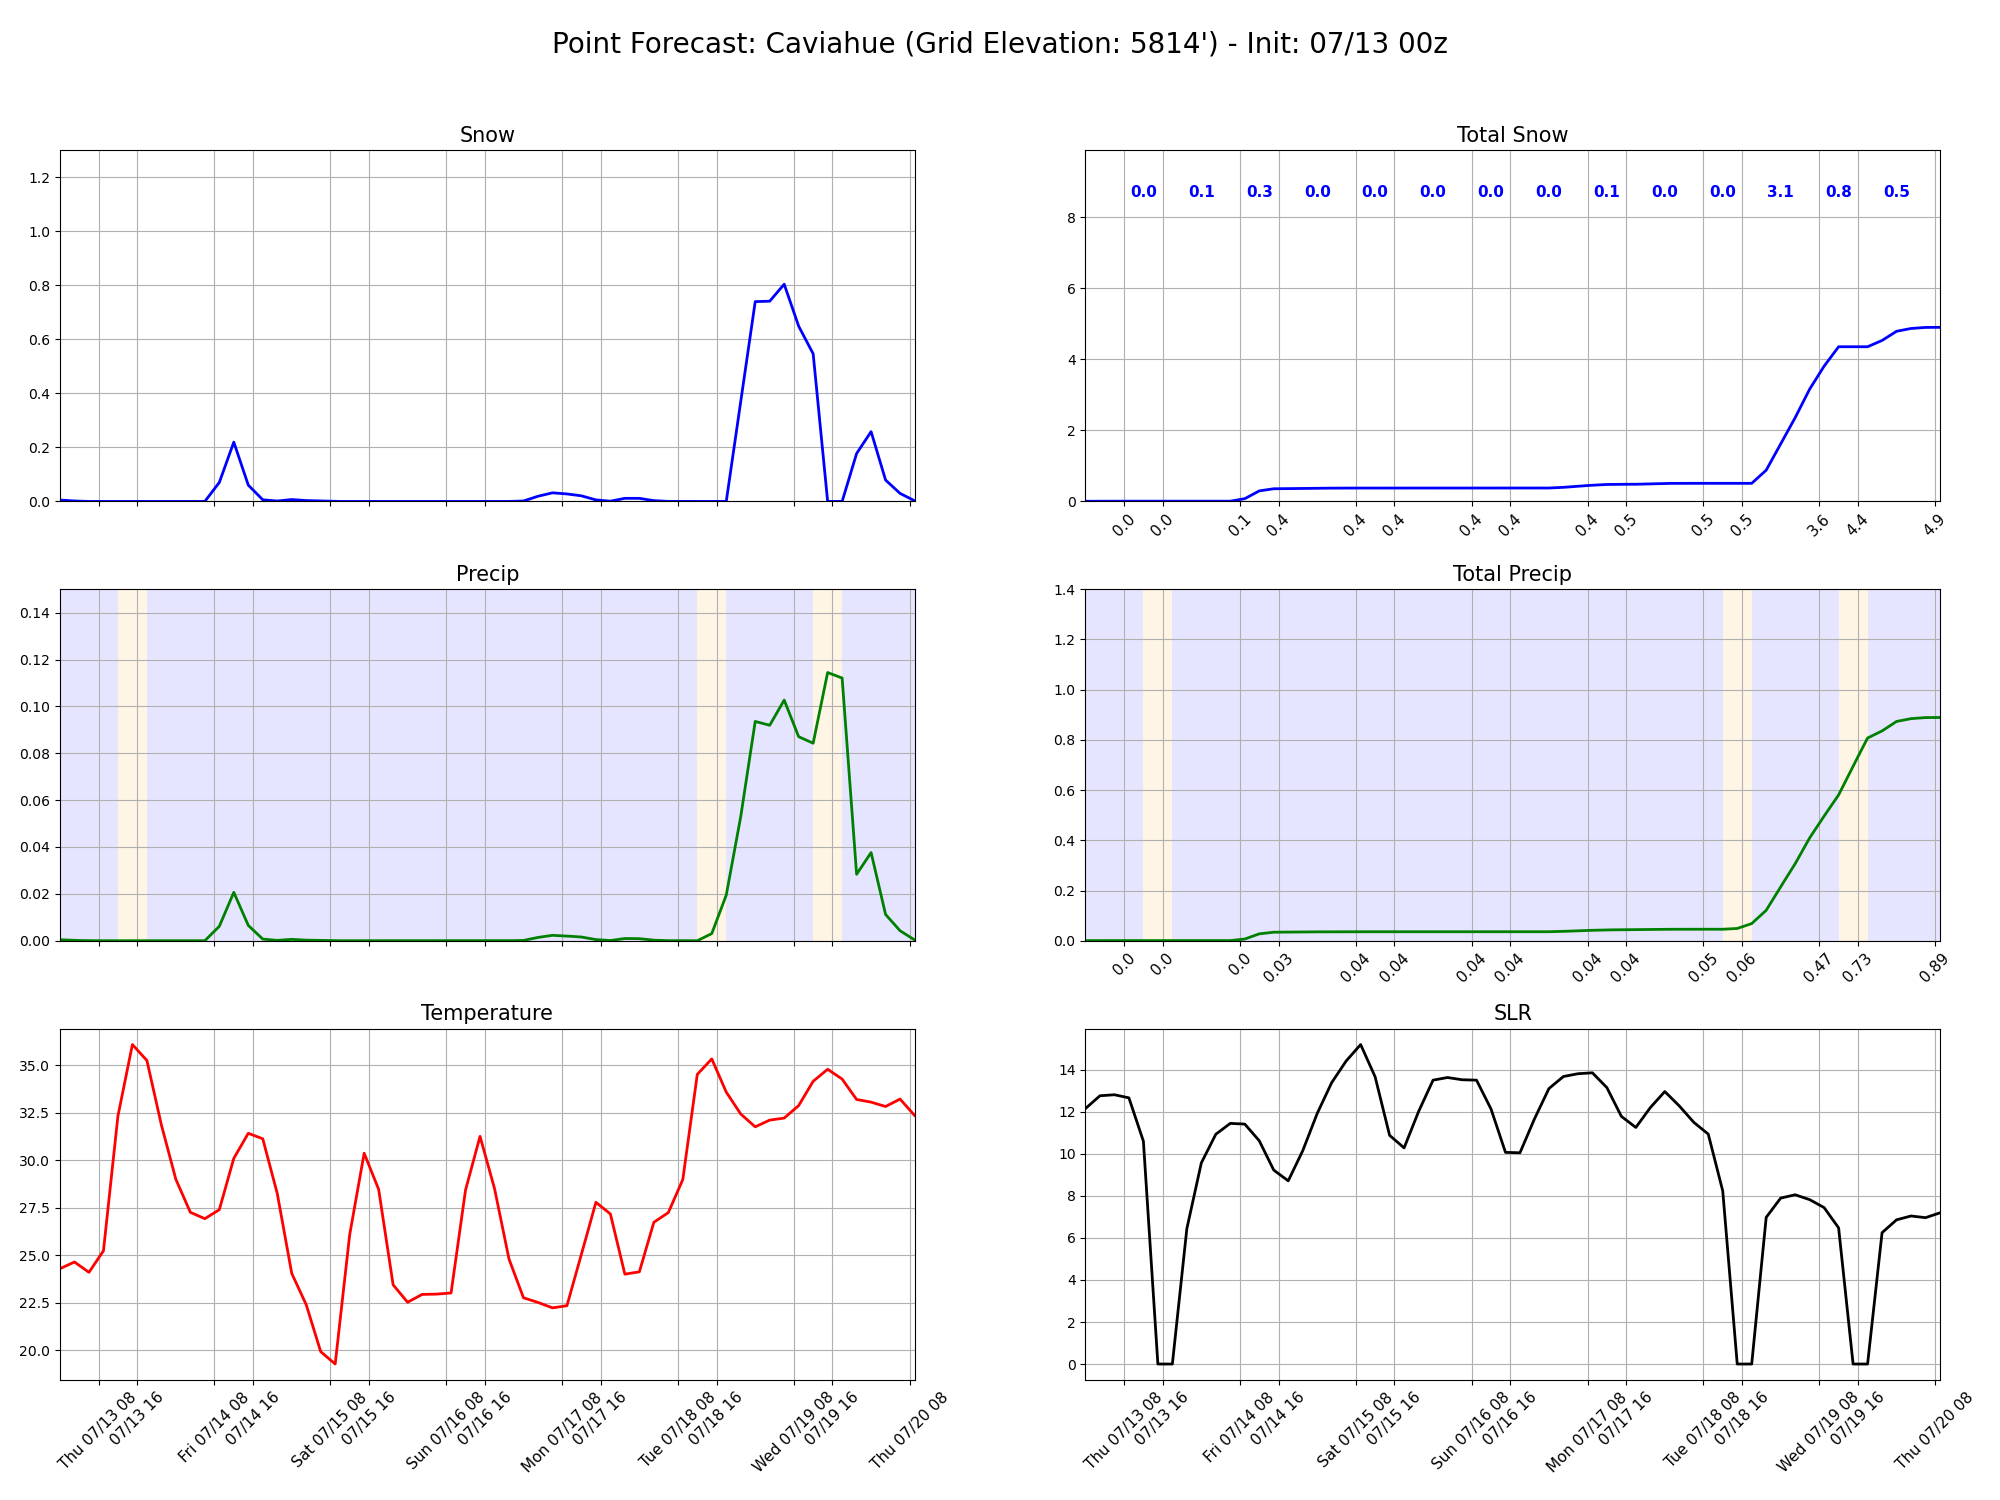 Point Forecast: Caviahue (Grid Elevation: 5814') - Init: 07/13 00z
Snow
1.2
1.0
0.8
0.6
0.4
0.2
0.0
Total Snow
0.0 0.1 0.3 0.0 0.0 0.0 0.0 0.0 0.1 0.0 0.0 3.1 0.8 0.5
8
6
4
2
0
0.0 0.0 0.1 0.4 0.4 0.4 0.4 0.4 0.4 0.5 0.5 0.5 3.6 4.4 4.9
Precip
0.14
0.12
0.10
0.08
0.06
0.04
0.02
0.00
Total Precip
1.4
1.2
1.0
0.8
0.6
0.4
0.2
0.0
0.0 0.0 0.0 0.03 0.04 0.04 0.04 0.04 0.04 0.04 0.05 0.06 0.47 0.73 0.89
Temperature
35.0
32.5
30.0
27.5
25.0
22.5
20.0
Thu 07/13 08
07/13 16
Fri 07/14 08
07/14 16
Sat 07/15 08
07/15 16
Sun 07/16 08
07/16 16
Mon 07/17 08
07/17 16
Tue 07/18 08
07/18 16
Wed 07/19 08
07/19 16
Thu 07/20 08
SLR
14
12
10
8
6
4
2
0
Thu 07/13 08
07/13 16
Fri 07/14 08
07/14 16
Sat 07/15 08
07/15 16
Sun 07/16 08
07/16 16
Mon 07/17 08
07/17 16
Tue 07/18 08
07/18 16
Wed 07/19 08
07/19 16
Thu 07/20 08